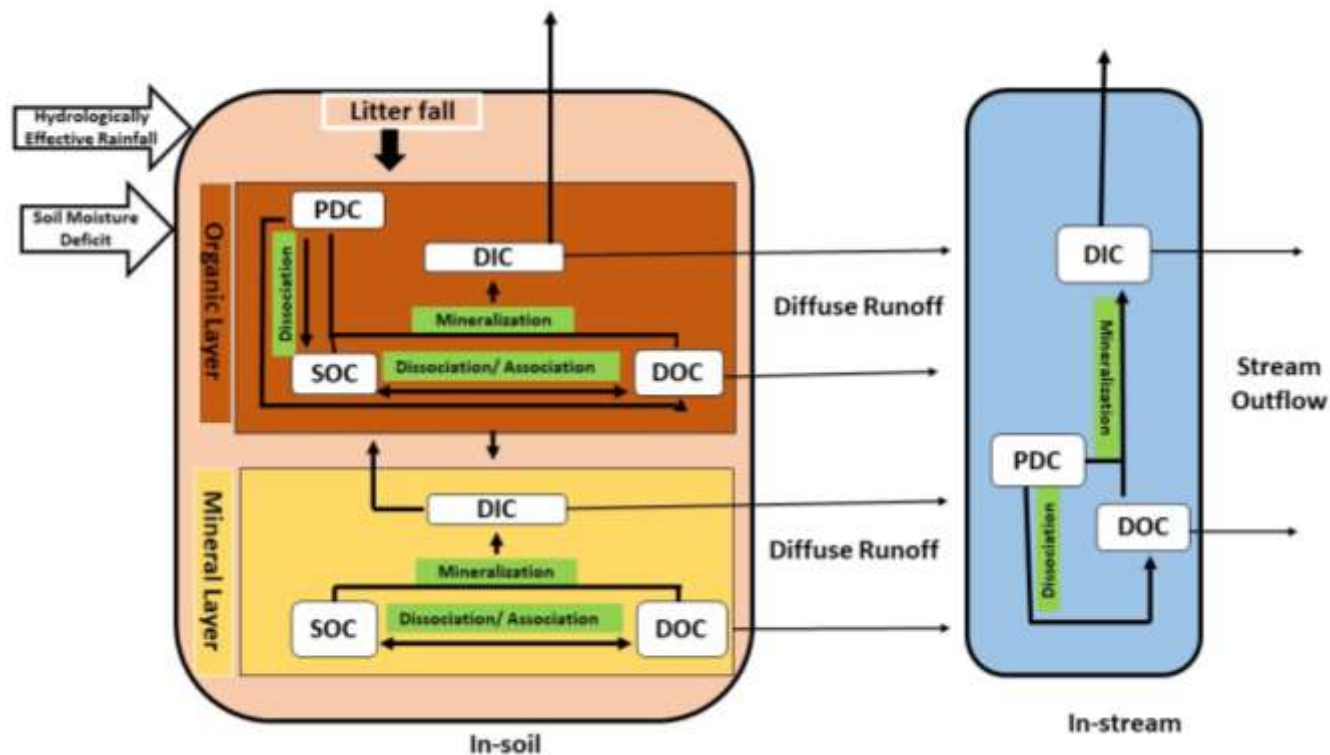 Hydrologically
Effective Rainfall
Soil Moisture
Deficit
Litter fall
Organic Layer
PDC
Dissociation
DIC
Mineralization
SOC
Dissociation/ Association
DOC
Mineral Layer
DIC
Mineralization
SOC
Dissociation/ Association
DOC
In-soil
Diffuse Runoff
Diffuse Runoff
DIC
Mineralization
PDC
Dissociation
DOC
In-stream
Stream
Outflow